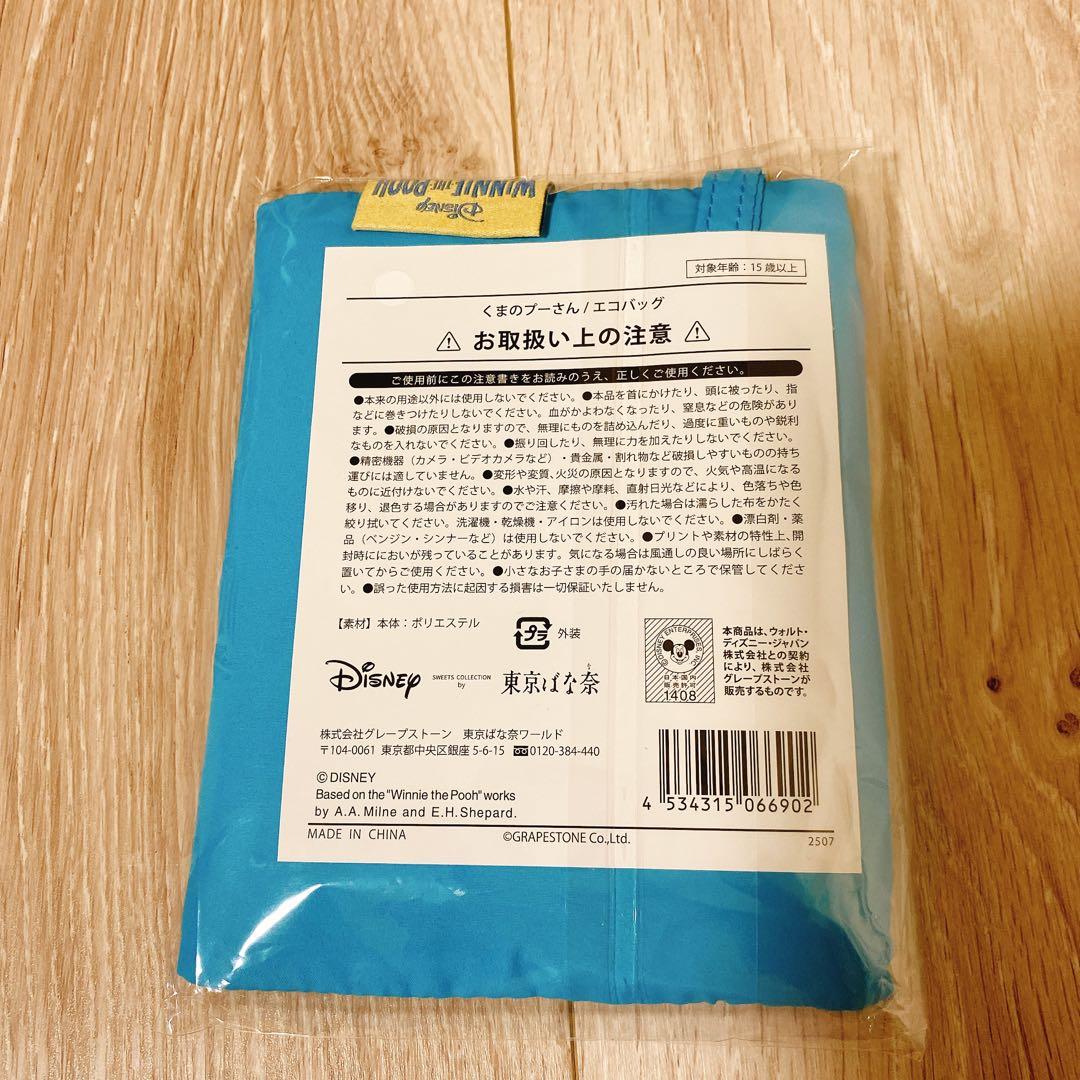 WINNIE-THE-POOH
Disney
対象年齢：15歳以上
くまのプーさん / エコバッグ
お取扱い上の注意
ご使用前にこの注意書きをお読みのうえ、正しくご使用ください。
●本来の用途以外には使用しないでください。●本品を首にかけたり、頭に被ったり、指
などに巻きつけたりしないでください。血がかよわなくなったり、窒息などの危険があり
ます。●破損の原因となりますので、無理にものを詰め込んだり、過度に重いものや鋭利
なものを入れないでください。●振り回したり、無理に力を加えたりしないでください。
●精密機器（カメラ・ビデオカメラなど）・貴金属・割れ物など破損しやすいものの持ち
運びには適していません。●変形や変質、火災の原因となりますので、火気や高温になる
ものに近付けないでください。●水や汗、摩擦や摩耗、直射日光などにより、色落ちや色
移り、退色する場合がありますのでご注意ください。●汚れた場合は濡らした布をかたく
絞り拭いてください。洗濯機・乾燥機・アイロンは使用しないでください。●漂白剤・薬
品（ベンジン・シンナーなど）は使用しないでください。●プリントや素材の特性上、開
封時ににおいが残っていることがあります。気になる場合は風通しの良い場所にしばらく
置いてからご使用ください。●小さなお子さまの手の届かないところで保管してくださ
い。●誤った使用方法に起因する損害は一切保証いたしません。
【素材】本体：ポリエステル
プラ 外装
DISNEY SWEETS COLLECTION by 東京ばな奈
© DISNEY ENTERPRISES, INC.
日本国内
販売許可
1408
本商品は、ウォルト・
ディズニー・ジャパン
株式会社との契約
により、株式会社
グレープストーンが
販売するものです。
株式会社グレープストーン 東京ばな奈ワールド
〒104-0061 東京都中央区銀座 5-6-15 0120-384-440
© DISNEY
Based on the "Winnie the Pooh" works
by A.A. Milne and E.H. Shepard.
4 534315 066902
MADE IN CHINA
©GRAPESTONE Co.,Ltd.
2507